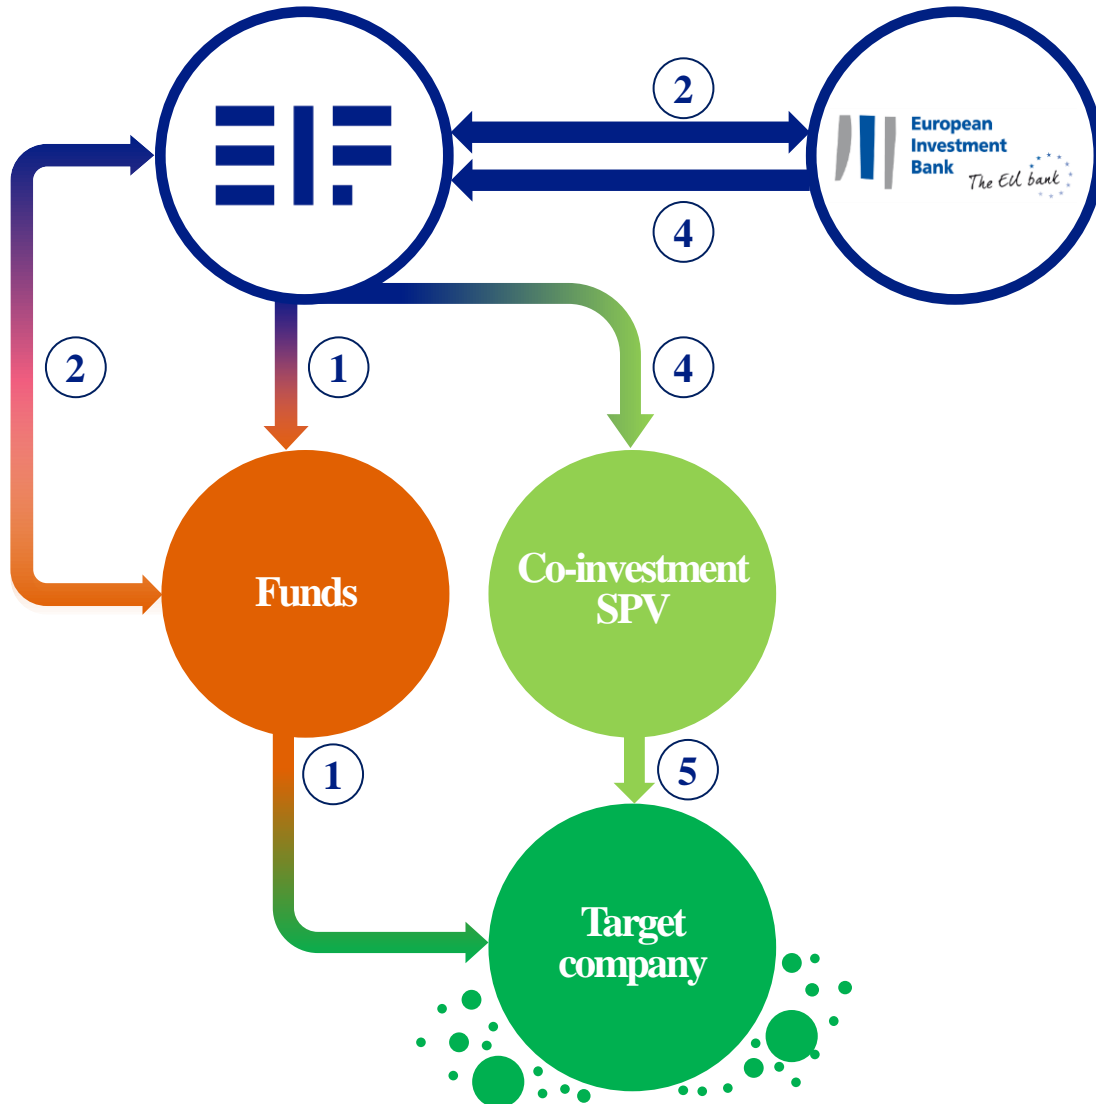 EIF
2
European
Investment
Bank
The EU bank
4
2
1
4
Funds
Co-investment
SPV
1
5
Target
company